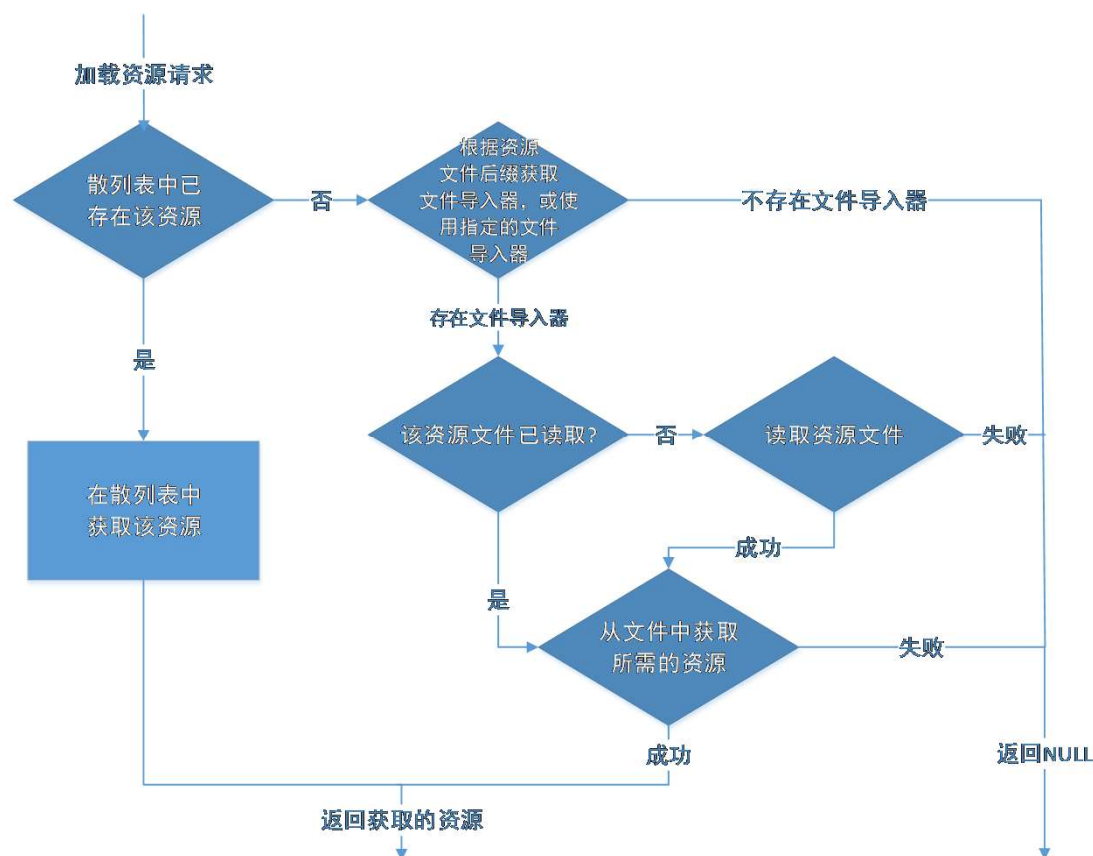 加载资源请求
散列表中已
存在该资源
否
根据资源
文件后缀获取
文件导入器，或使
用指定的文件
导入器
不存在文件导入器
存在文件导入器
是
该资源文件已读取？
否
读取资源文件
失败
在散列表中
获取该资源
成功
是
从文件中获取
所需的资源
失败
成功
返回NULL
返回获取的资源